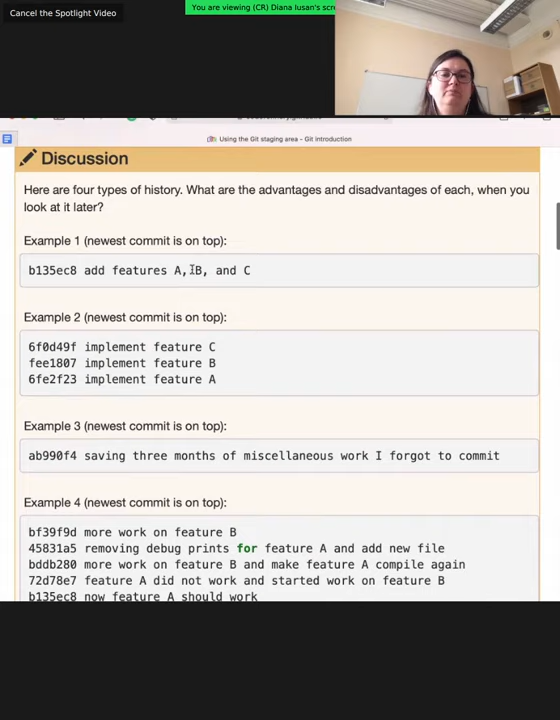 Cancel the Spotlight Video
You are viewing (CR) Diana Iusan's scre
Using the Git staging area - Git introduction
Discussion
Here are four types of history. What are the advantages and disadvantages of each, when you
look at it later?
Example 1 (newest commit is on top):
b135ec8 add features A, B, and C
Example 2 (newest commit is on top):
6f0d49f implement feature C
fee1807 implement feature B
6fe2f23 implement feature A
Example 3 (newest commit is on top):
ab990f4 saving three months of miscellaneous work I forgot to commit
Example 4 (newest commit is on top):
bf39f9d more work on feature B
45831a5 removing debug prints for feature A and add new file
bddb280 more work on feature B and make feature A compile again
72d78e7 feature A did not work and started work on feature B
b135ec8 now feature A should work